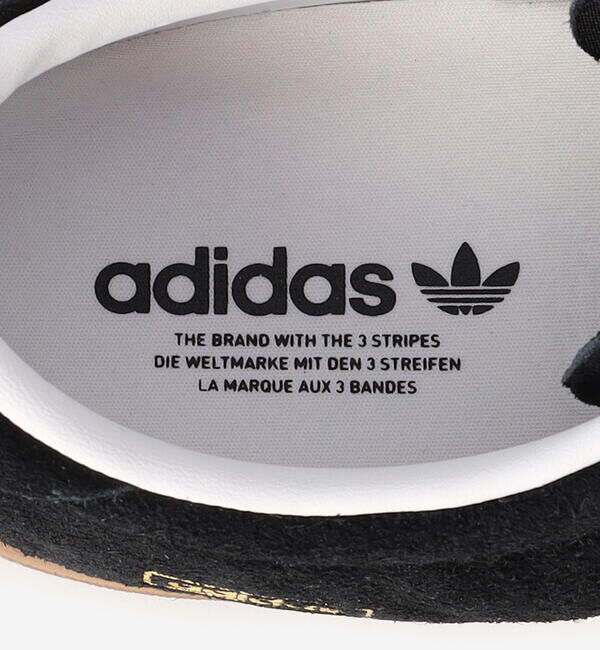 adidas
THE BRAND WITH THE 3 STRIPES
DIE WELTMARKE MIT DEN 3 STREIFEN
LA MARQUE AUX 3 BANDES